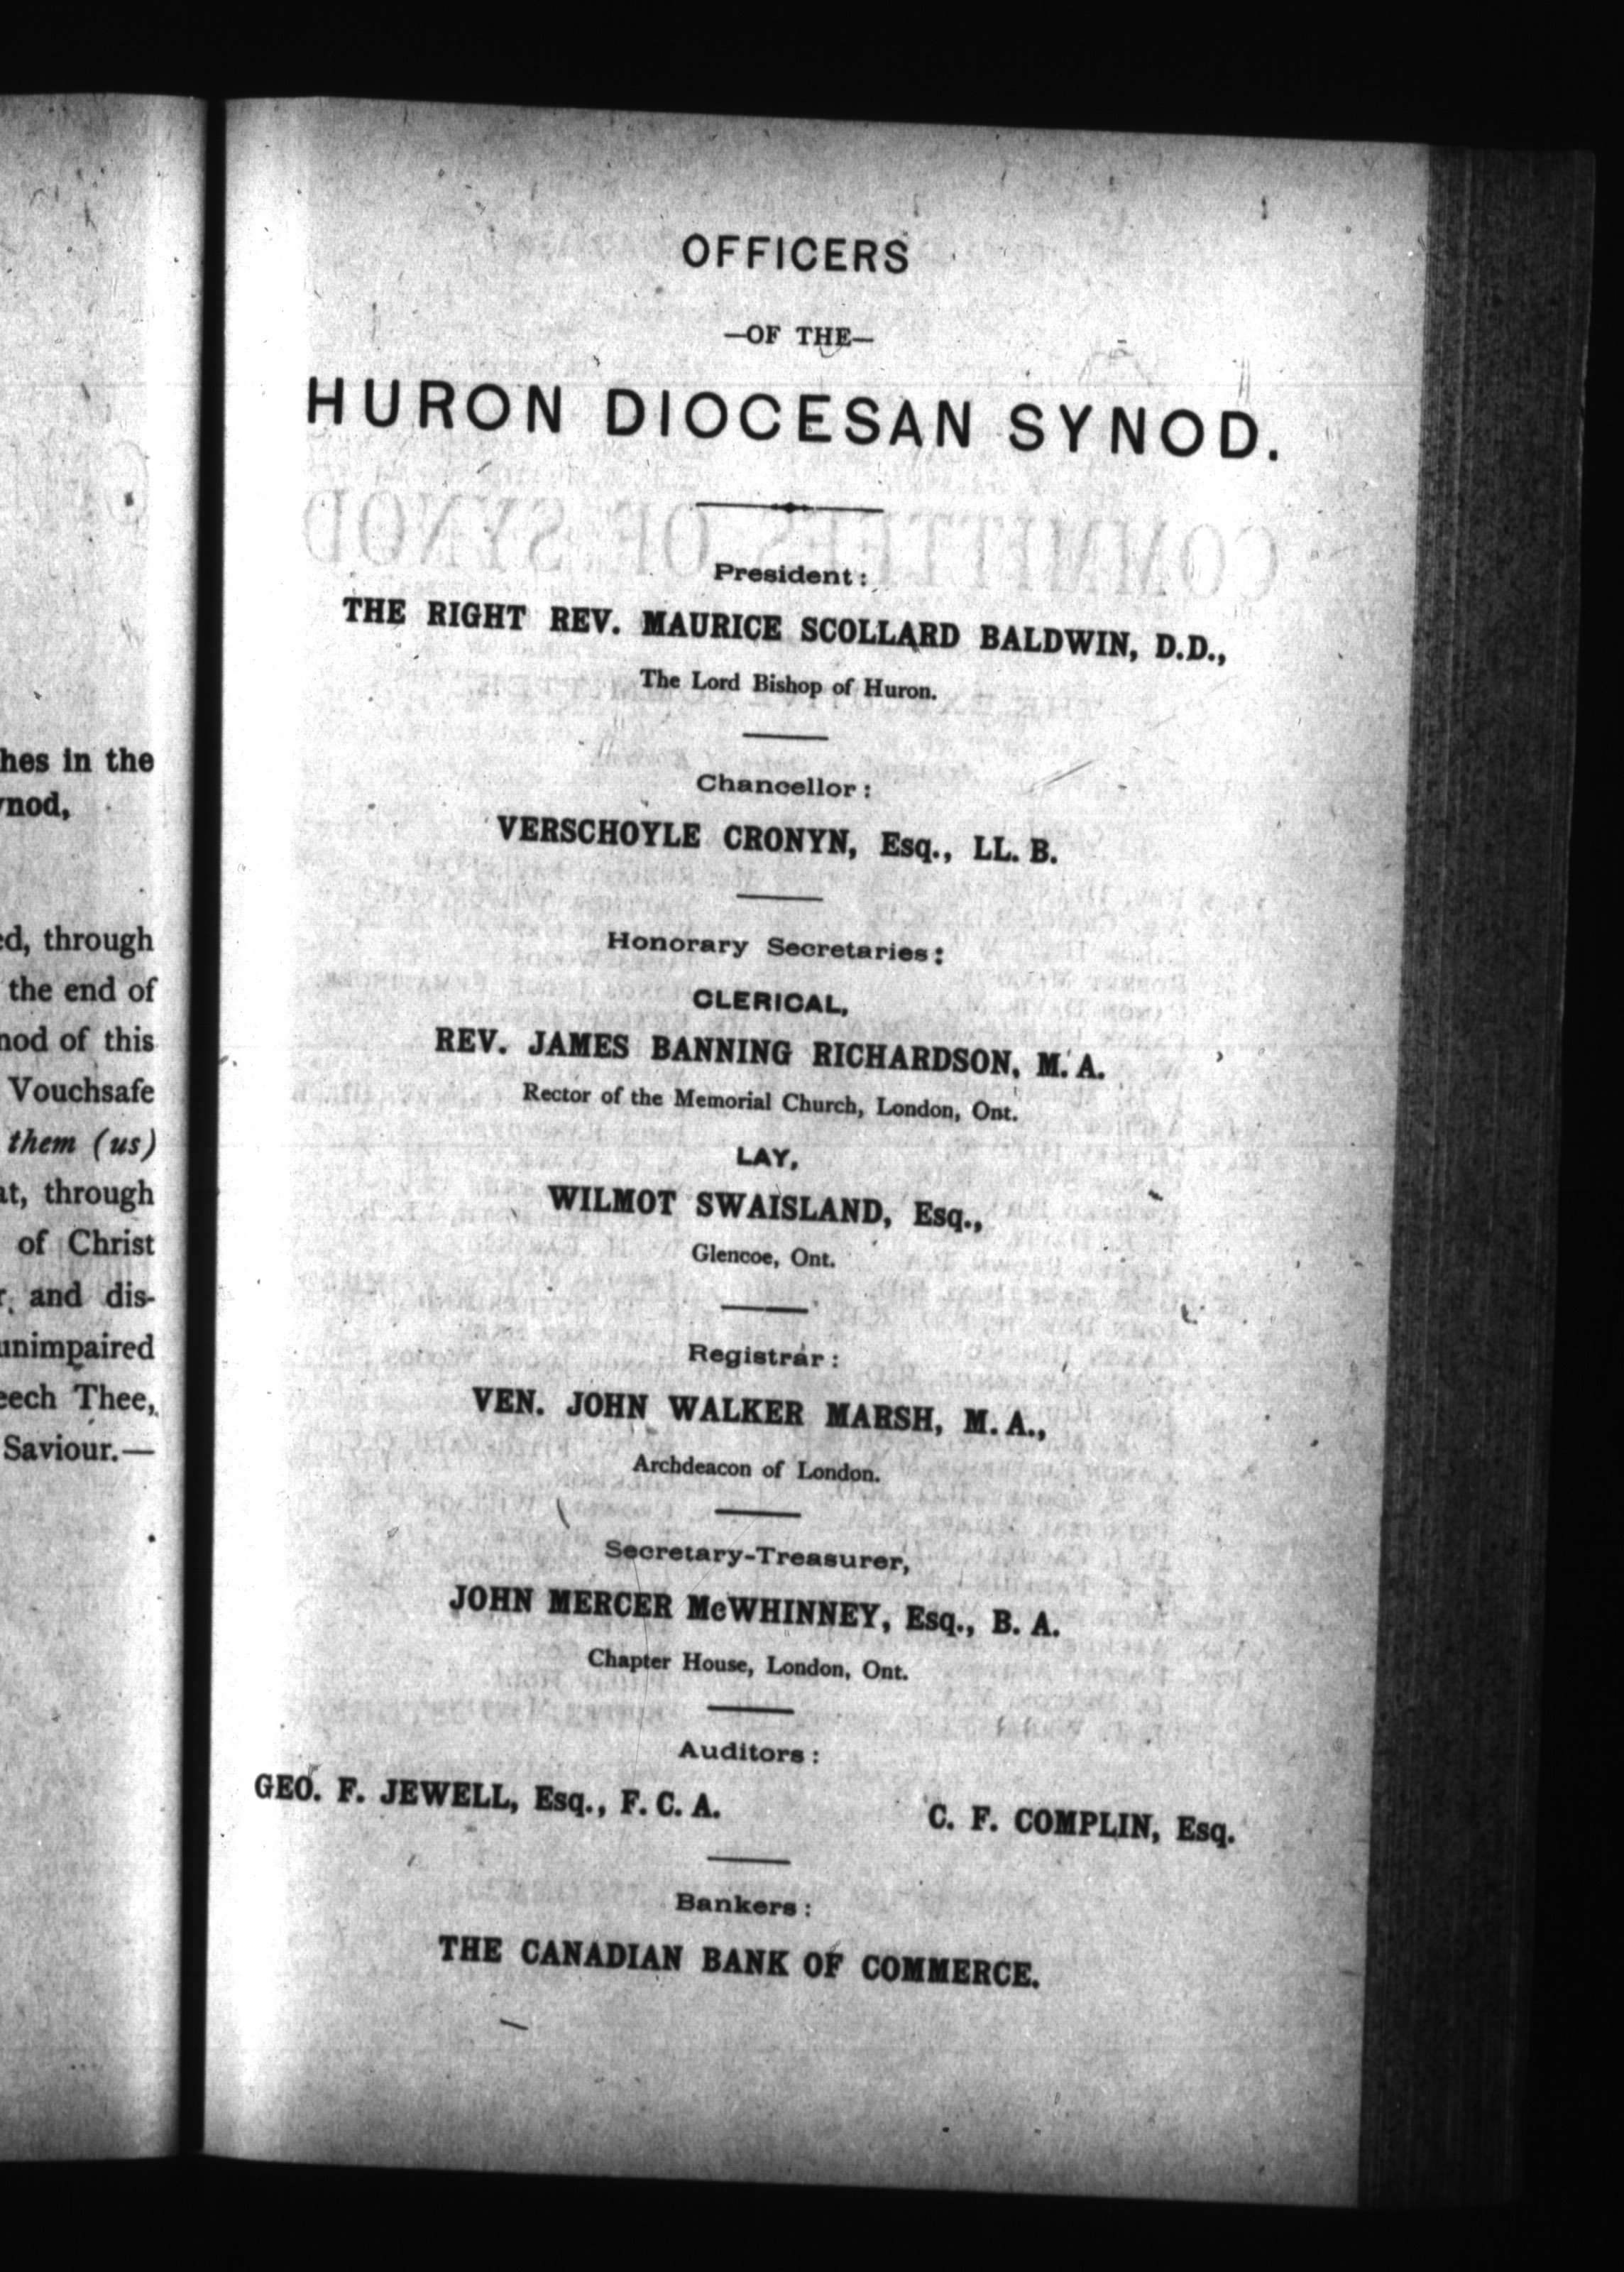 hes in the
ynod,
ed, through
the end of
nod of this
Vouchsafe
them (us)
at, through
of Christ
r, and dis-
unimpaired
eech Thee,
Saviour.—
OFFICERS
—OF THE—
HURON DIOCESAN SYNOD.
President:
THE RIGHT REV. MAURICE SCOLLARD BALDWIN, D.D.,
The Lord Bishop of Huron.
Chancellor:
VERSCHOYLE CRONYN, Esq., LL. B.
Honorary Secretaries:
CLERICAL,
REV. JAMES BANNING RICHARDSON, M. A.
Rector of the Memorial Church, London, Ont.
LAY,
WILMOT SWAISLAND, Esq.,
Glencoe, Ont.
Registrar:
VEN. JOHN WALKER MARSH, M. A.,
Archdeacon of London.
Secretary-Treasurer,
JOHN MERCER McWHINNEY, Esq., B. A.
Chapter House, London, Ont.
Auditors:
GEO. F. JEWELL, Esq., F. C. A. C. F. COMPLIN, Esq.
Bankers:
THE CANADIAN BANK OF COMMERCE.